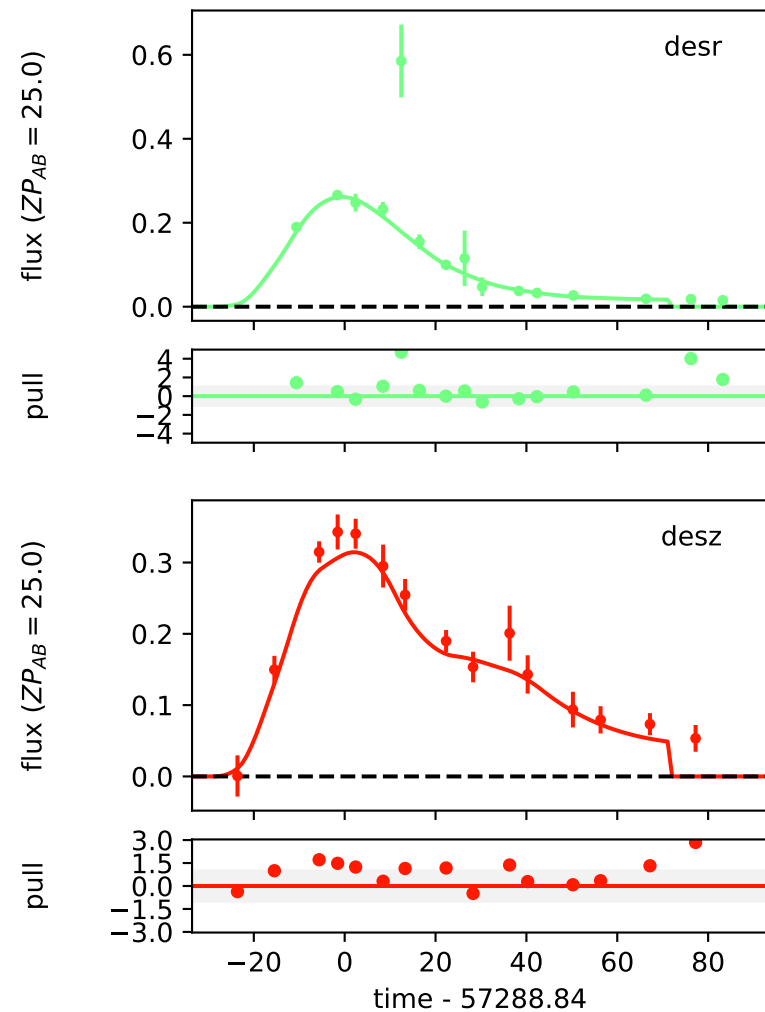 desr
flux (ZP_AB = 25.0)
0.6
0.4
0.2
0.0
pull
4
2
0
−2
−4
desz
flux (ZP_AB = 25.0)
0.3
0.2
0.1
0.0
pull
3.0
1.5
0.0
−1.5
−3.0
−20 0 20 40 60 80
time - 57288.84